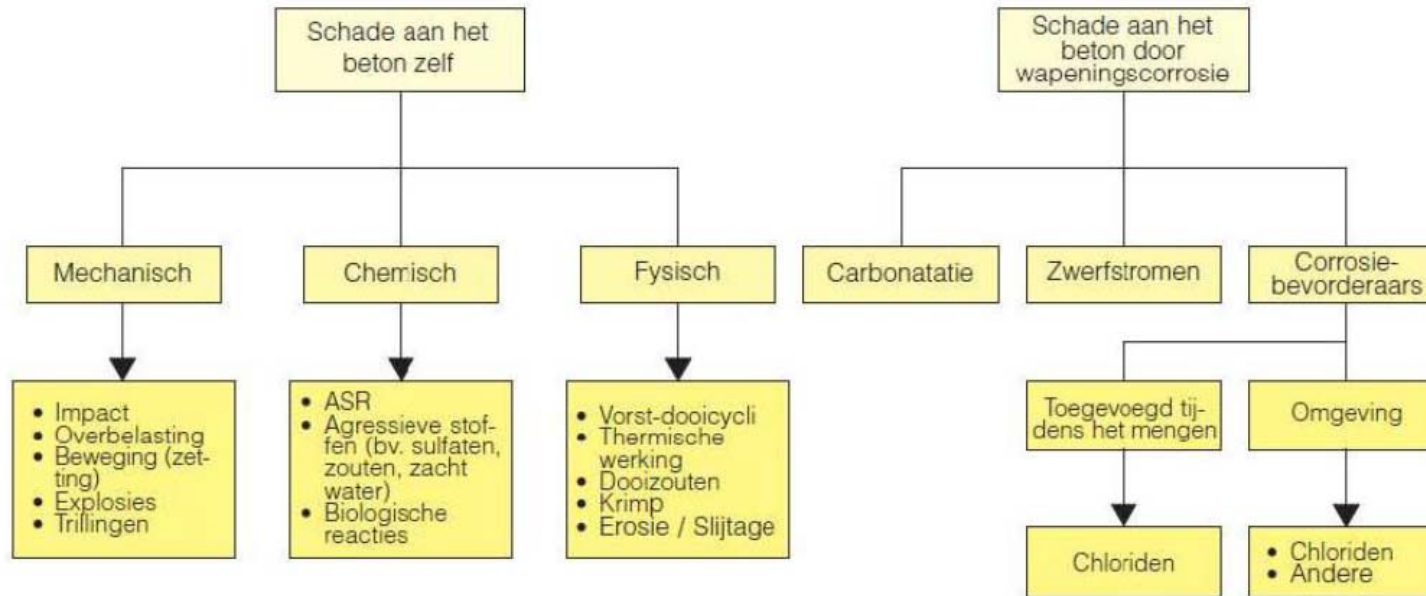 Schade aan het
beton zelf
Schade aan het
beton door
wapeningscorrosie
Mechanisch
Chemisch
Fysisch
Carbonatatie
Zwerfstromen
Corrosie-
bevorderaars
• Impact
• Overbelasting
• Beweging (zet-
ting)
• Explosies
• Trillingen
• ASR
• Agressieve stof-
fen (bv. sulfaten,
zouten, zacht
water)
• Biologische
reacties
• Vorst-dooicycli
• Thermische
werking
• Dooizouten
• Krimp
• Erosie / Slijtage
Toegevoegd tij-
dens het mengen
Omgeving
Chloriden
• Chloriden
• Andere